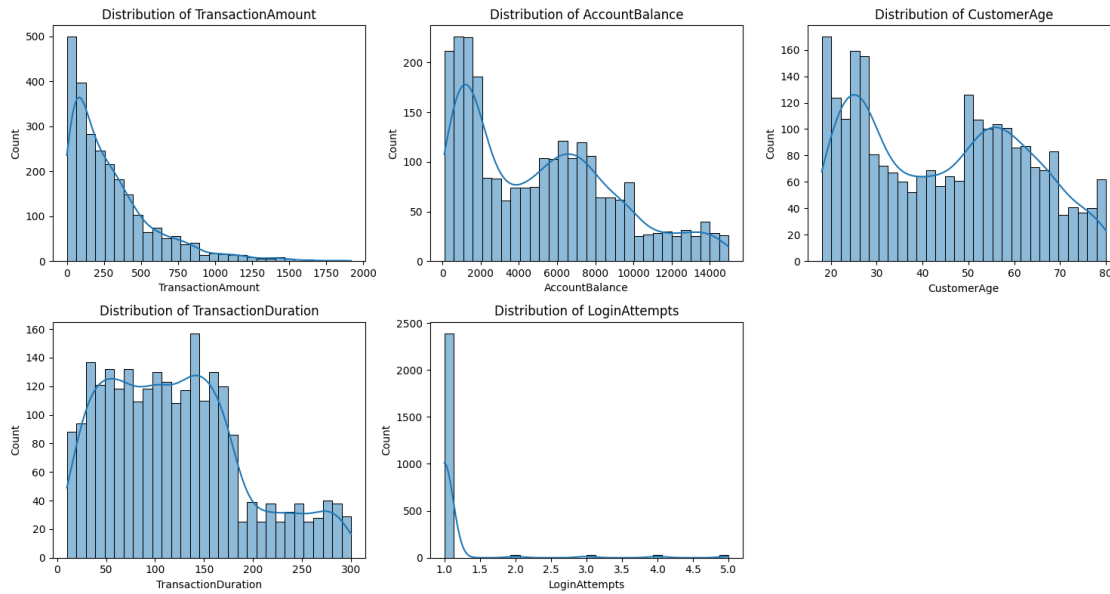 Distribution of TransactionAmount
500
400
300
200
100
0
Count
0 250 500 750 1000 1250 1500 1750 2000
TransactionAmount
Distribution of AccountBalance
200
150
100
50
0
Count
0 2000 4000 6000 8000 10000 12000 14000
AccountBalance
Distribution of CustomerAge
160
140
120
100
80
60
40
20
0
Count
20 30 40 50 60 70 80
CustomerAge
Distribution of TransactionDuration
160
140
120
100
80
60
40
20
0
Count
0 50 100 150 200 250 300
TransactionDuration
Distribution of LoginAttempts
2500
2000
1500
1000
500
0
Count
1.0 1.5 2.0 2.5 3.0 3.5 4.0 4.5 5.0
LoginAttempts